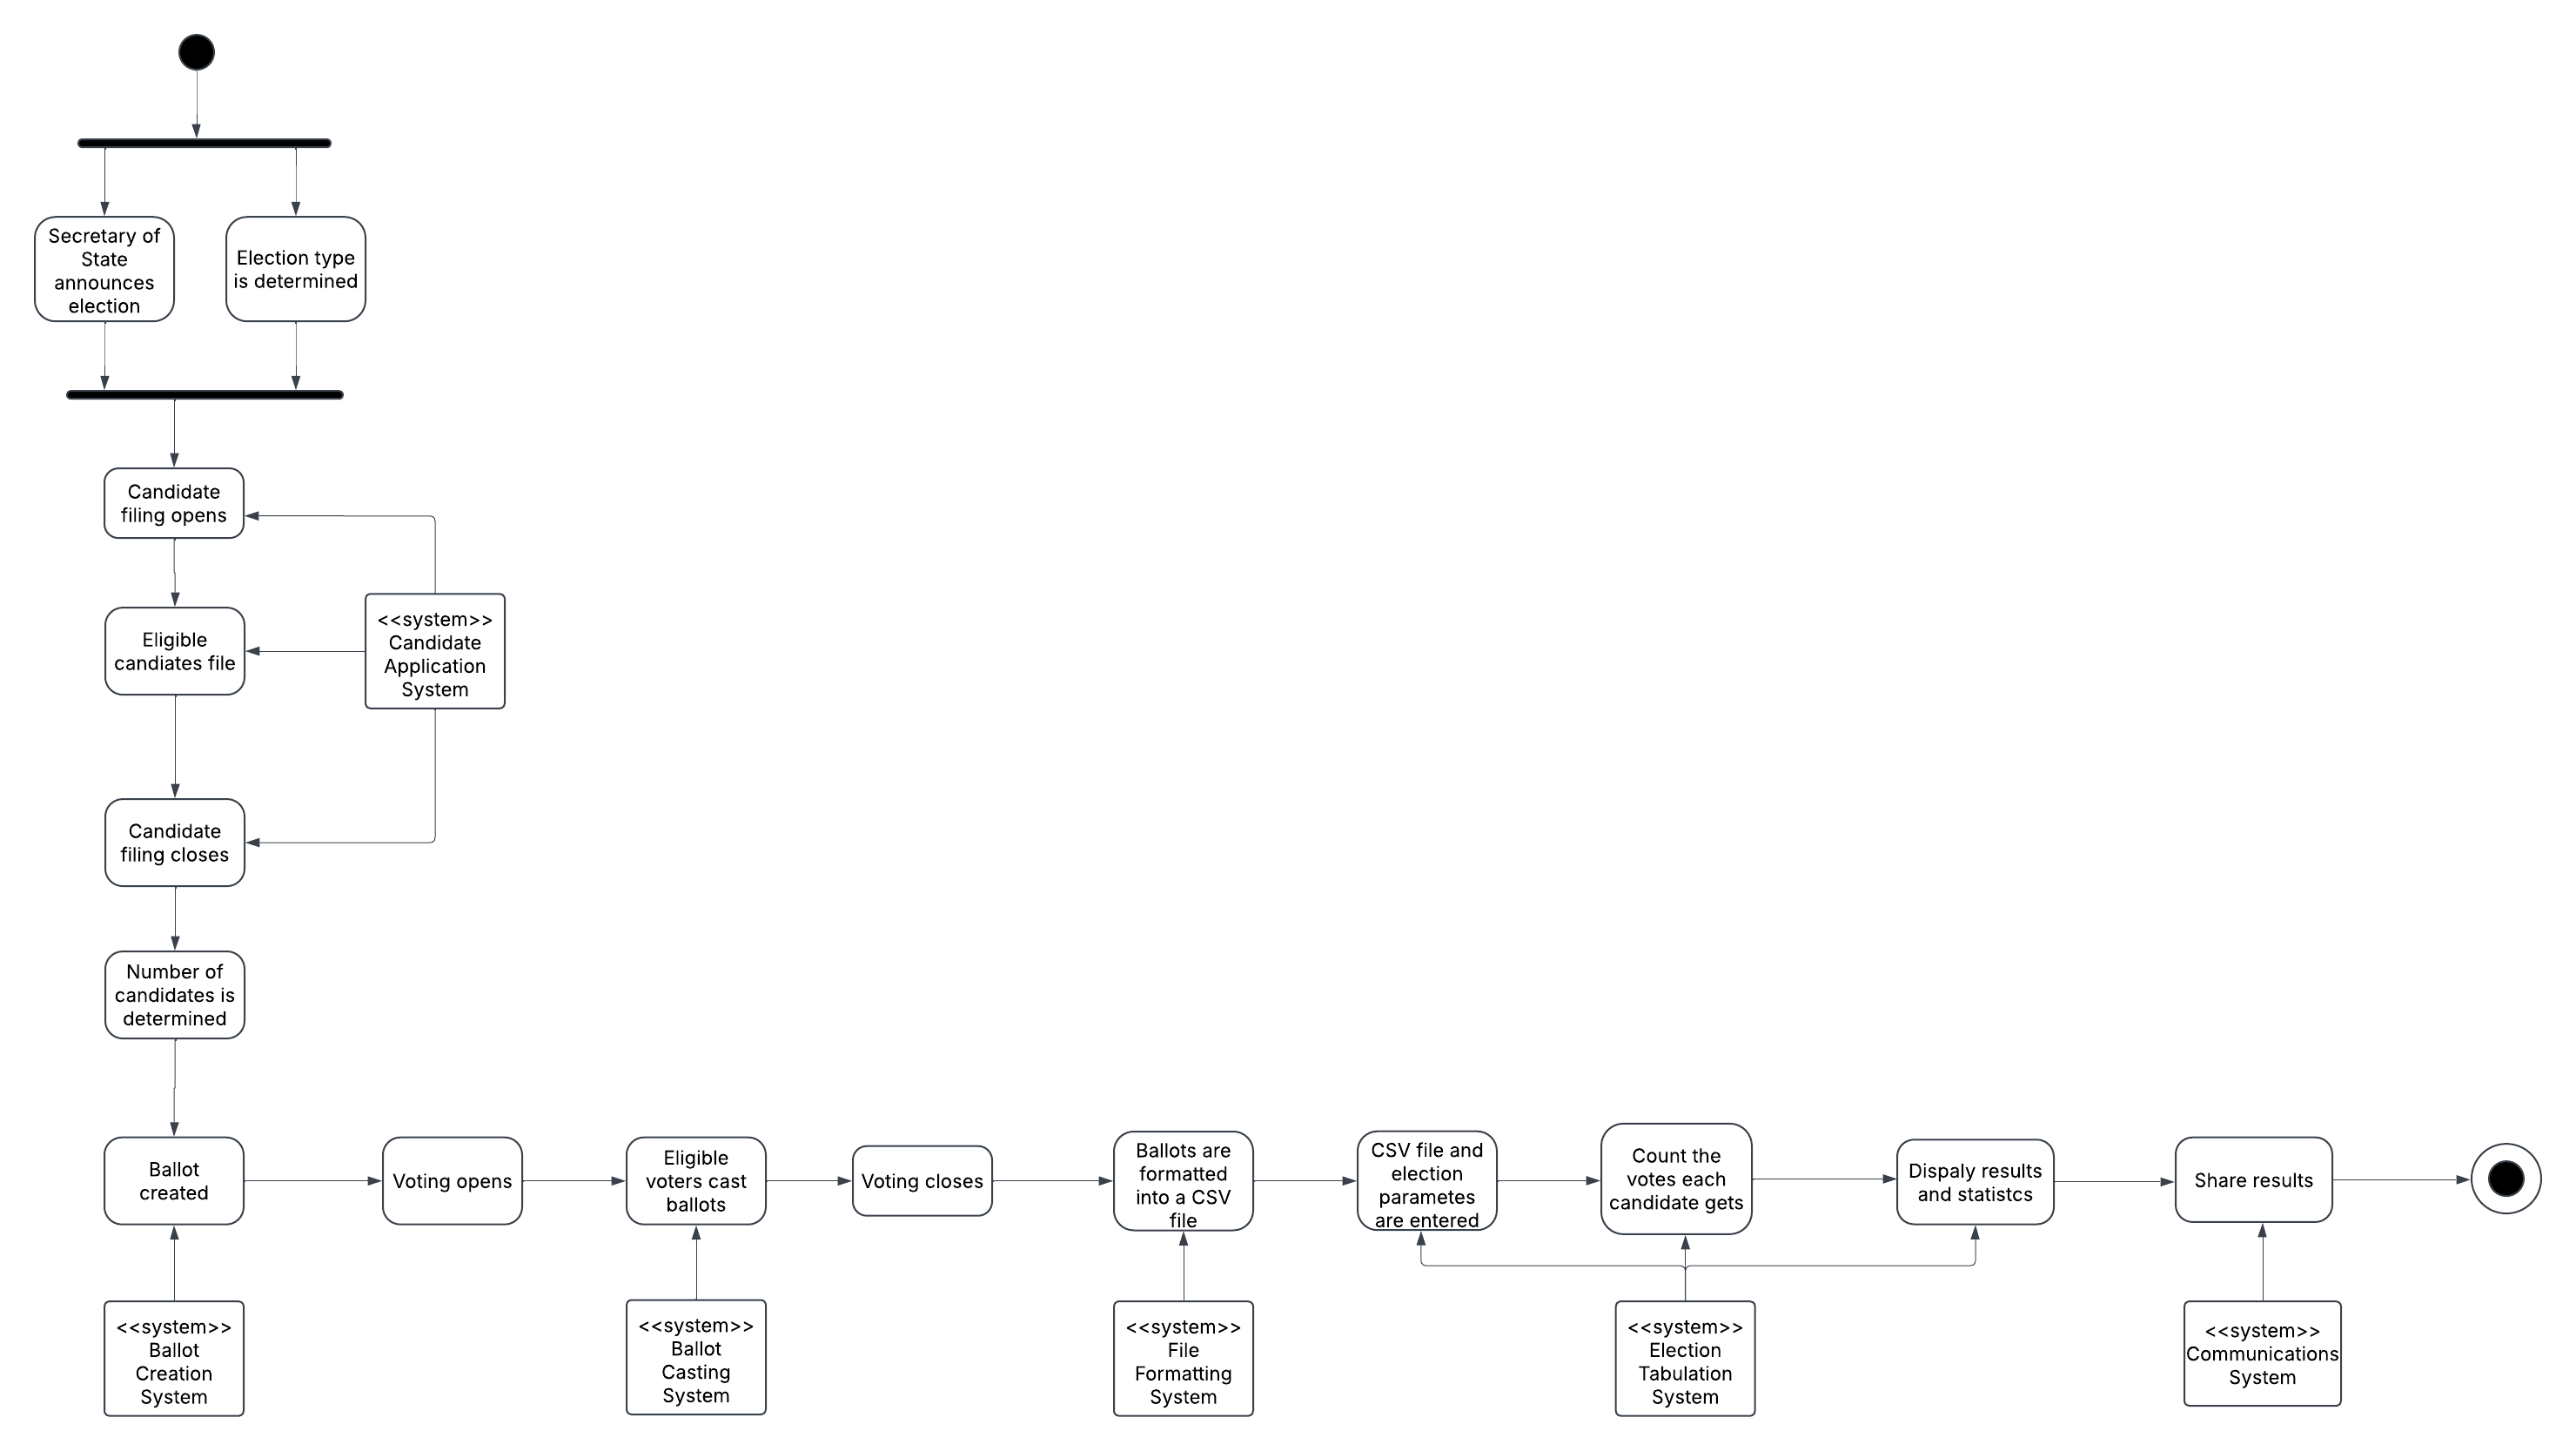 Secretary of
State
announces
election
Election type
is determined
Candidate
filing opens
<<system>>
Candidate
Application
System
Eligible
candiates file
Candidate
filing closes
Number of
candidates is
determined
Ballot
created
Voting opens
Eligible
voters cast
ballots
Voting closes
Ballots are
formatted
into a CSV
file
CSV file and
election
parametes
are entered
Count the
votes each
candidate gets
Dispaly results
and statistcs
Share results
<<system>>
Ballot
Creation
System
<<system>>
Ballot
Casting
System
<<system>>
File
Formatting
System
<<system>>
Election
Tabulation
System
<<system>>
Communications
System